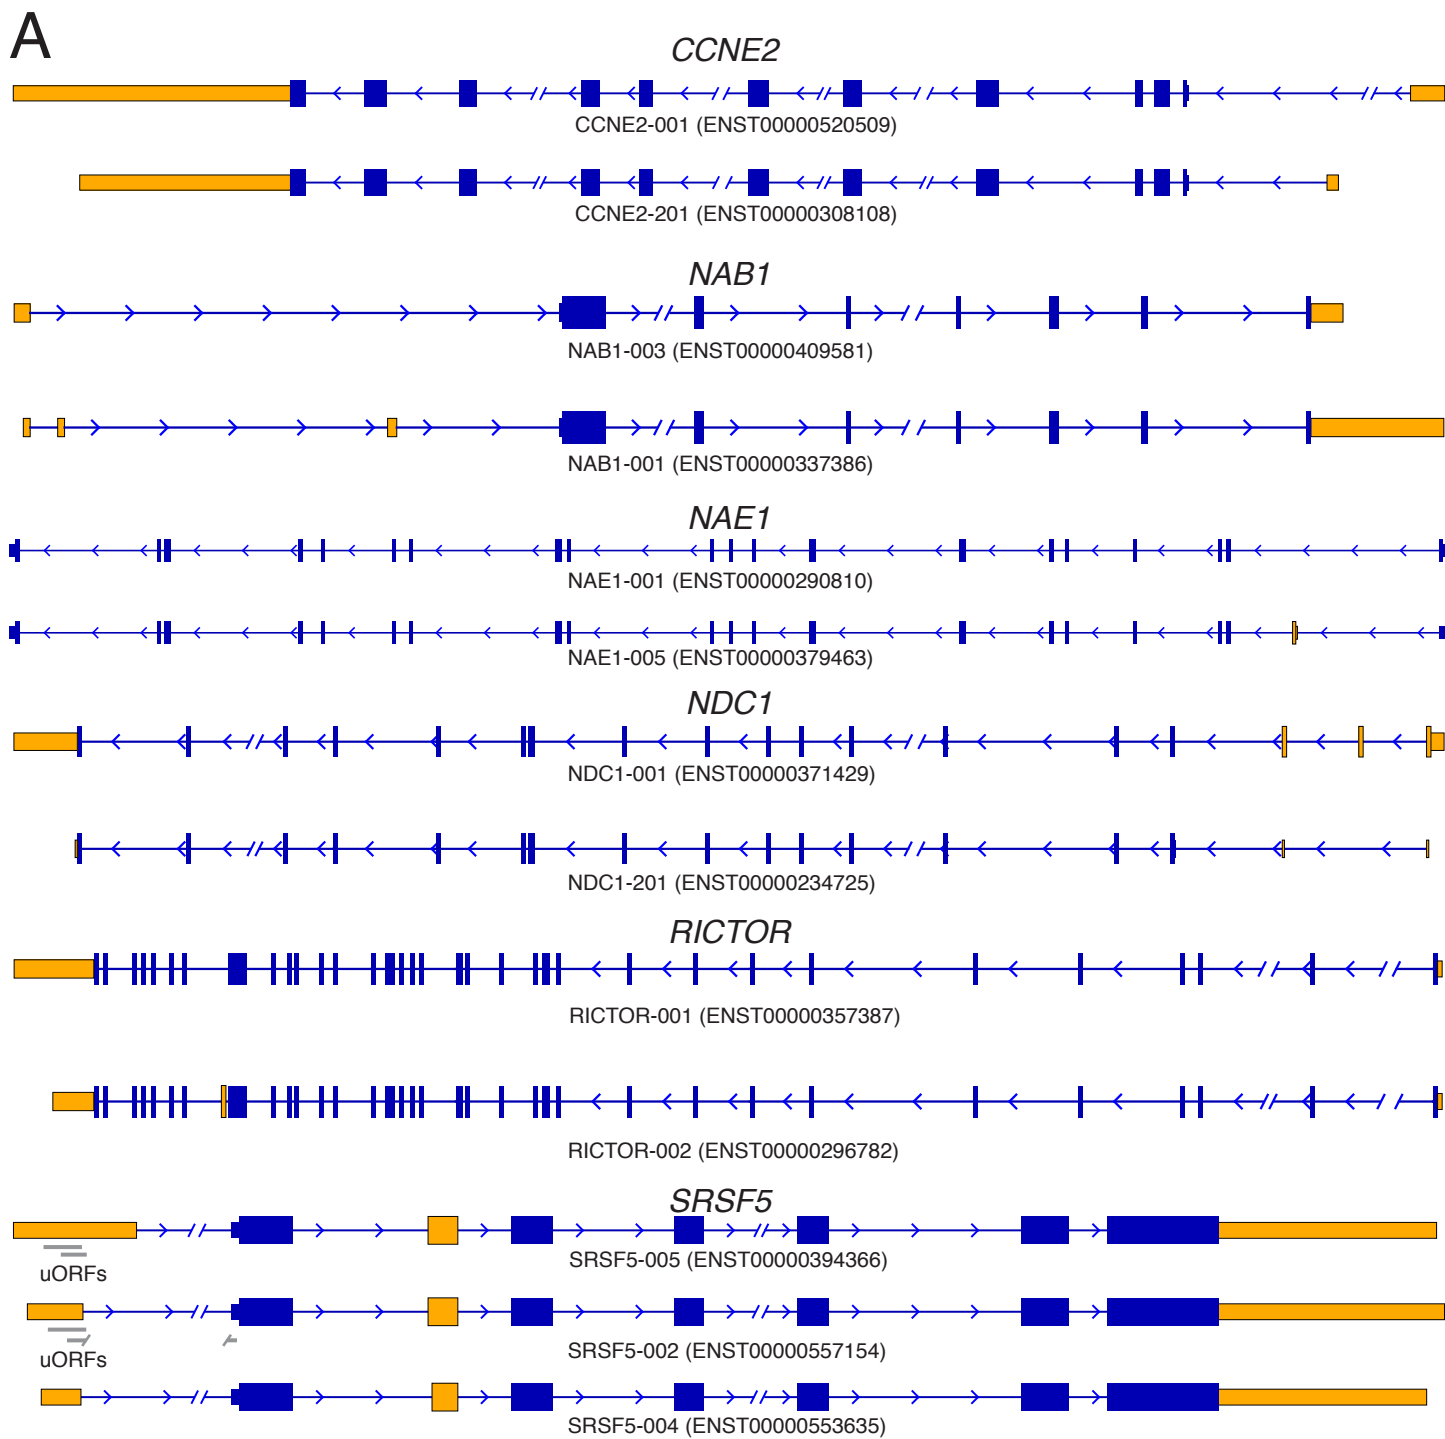 A
CCNE2
CCNE2-001 (ENST00000520509)
CCNE2-201 (ENST00000308108)
NAB1
NAB1-003 (ENST00000409581)
NAB1-001 (ENST00000337386)
NAE1
NAE1-001 (ENST00000290810)
NAE1-005 (ENST00000379463)
NDC1
NDC1-001 (ENST00000371429)
NDC1-201 (ENST00000234725)
RICTOR
RICTOR-001 (ENST00000357387)
RICTOR-002 (ENST00000296782)
SRSF5
SRSF5-005 (ENST00000394366)
uORFs
SRSF5-002 (ENST00000557154)
uORFs
SRSF5-004 (ENST00000553635)